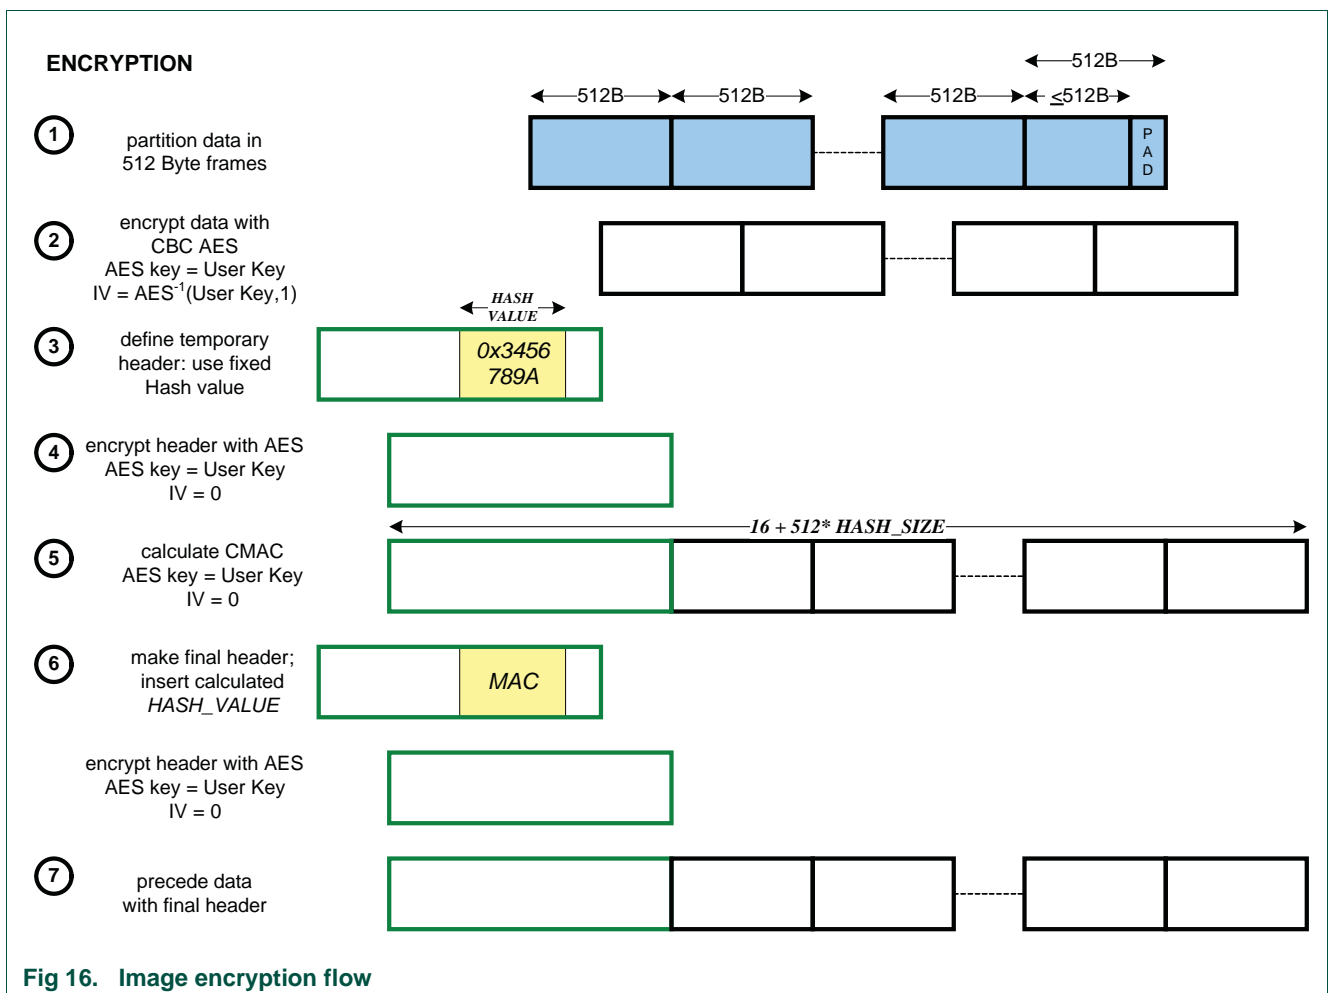 ENCRYPTION
512B
512B
512B
512B
≤512B
1
partition data in
512 Byte frames
P
A
D
2
encrypt data with
CBC AES
AES key = User Key
IV = AES-1(User Key,1)
HASH
VALUE
3
define temporary
header: use fixed
Hash value
0x3456
789A
4
encrypt header with AES
AES key = User Key
IV = 0
16 + 512* HASH_SIZE
5
calculate CMAC
AES key = User Key
IV = 0
6
make final header;
insert calculated
HASH_VALUE
MAC
encrypt header with AES
AES key = User Key
IV = 0
7
precede data
with final header
Fig 16. Image encryption flow